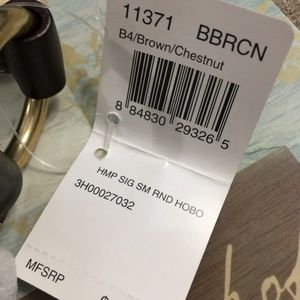 11371 BBRCN
B4/Brown/Chestnut
8 84830 29326 5
HMP SIG SM RND HOBO
3H00027032
MFSRP
$